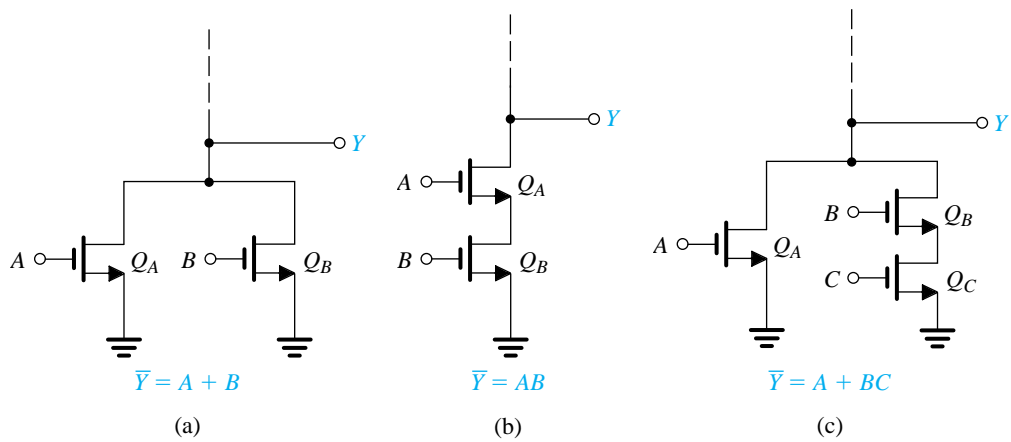 Y
A
Q_A
B
Q_B
Y̅ = A + B
(a)
Y
A
Q_A
B
Q_B
Y̅ = AB
(b)
Y
A
Q_A
B
Q_B
C
Q_C
Y̅ = A + BC
(c)